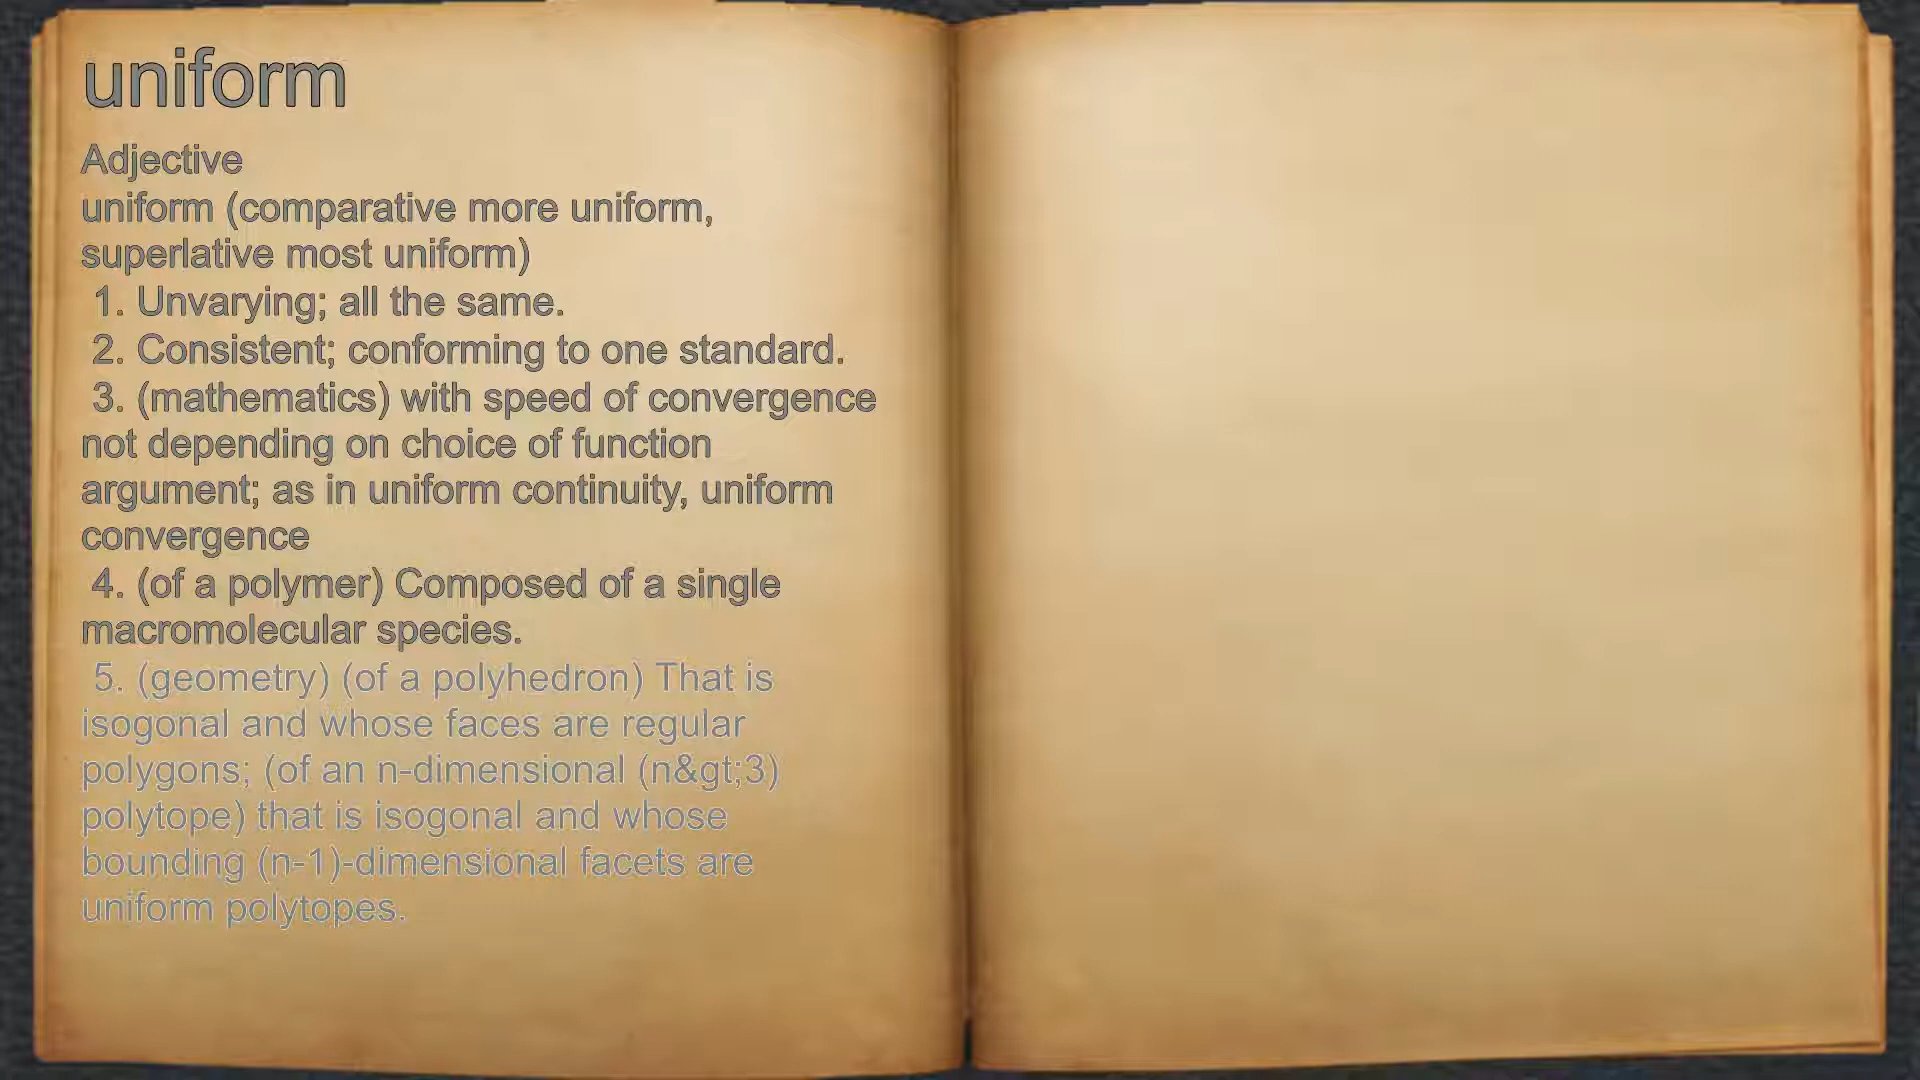 uniform
Adjective
uniform (comparative more uniform,
superlative most uniform)
1. Unvarying; all the same.
2. Consistent; conforming to one standard.
3. (mathematics) with speed of convergence
not depending on choice of function
argument; as in uniform continuity, uniform
convergence
4. (of a polymer) Composed of a single
macromolecular species.
5. (geometry) (of a polyhedron) That is
isogonal and whose faces are regular
polygons; (of an n-dimensional (n&gt;3)
polytope) that is isogonal and whose
bounding (n-1)-dimensional facets are
uniform polytopes.